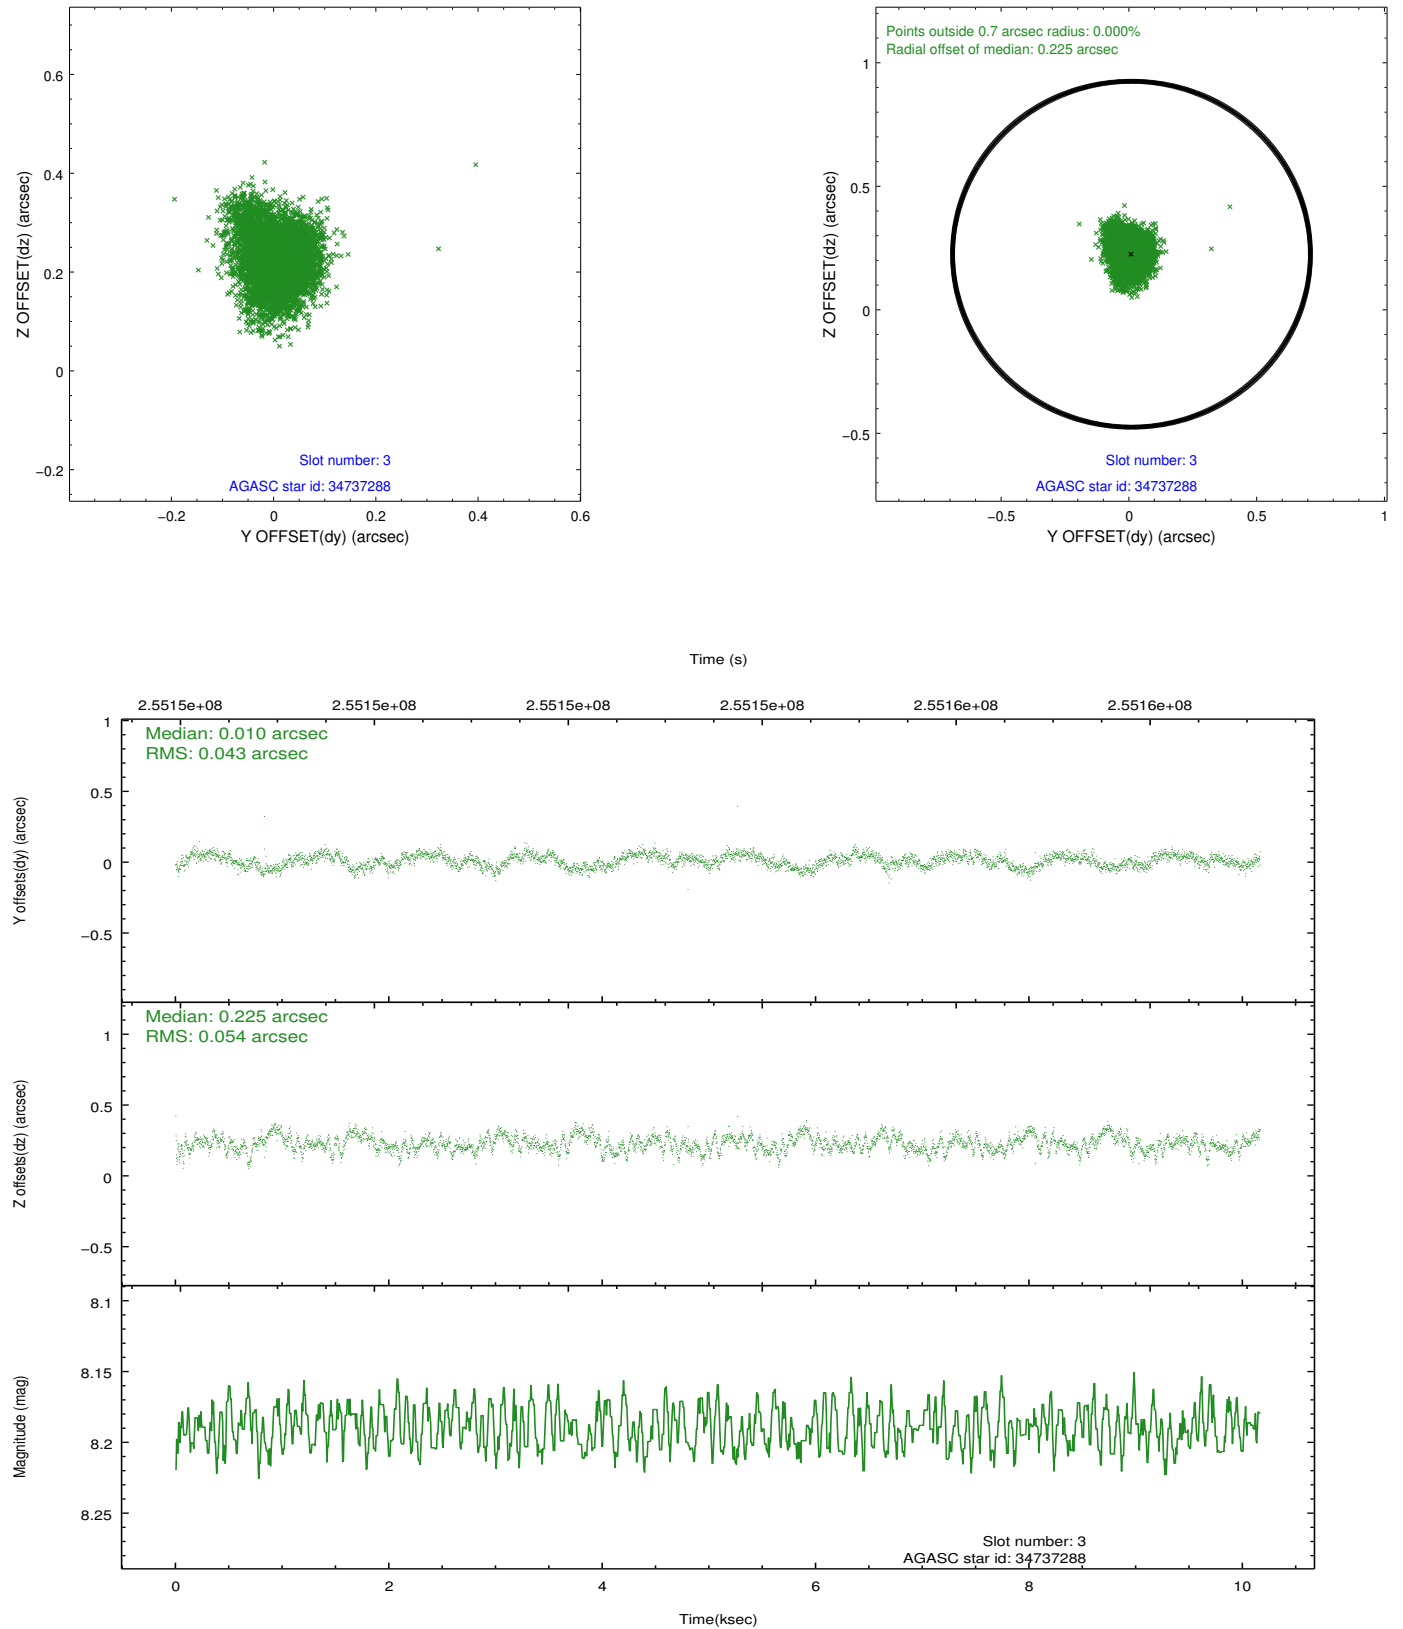 0.6
0.4
0.2
0
−0.2
Z OFFSET(dz) (arcsec)
−0.2 0 0.2 0.4 0.6
Y OFFSET(dy) (arcsec)
Slot number: 3
AGASC star id: 34737288
Points outside 0.7 arcsec radius: 0.000%
Radial offset of median: 0.225 arcsec
1
0.5
0
−0.5
Z OFFSET(dz) (arcsec)
−0.5 0 0.5 1
Y OFFSET(dy) (arcsec)
Slot number: 3
AGASC star id: 34737288
Time (s)
2.5515e+08 2.5515e+08 2.5515e+08 2.5515e+08 2.5516e+08 2.5516e+08
Median: 0.010 arcsec
RMS: 0.043 arcsec
1
0.5
0
−0.5
Y offsets(dy) (arcsec)
Median: 0.225 arcsec
RMS: 0.054 arcsec
1
0.5
0
−0.5
Z offsets(dz) (arcsec)
8.1
8.15
8.2
8.25
Magnitude (mag)
Slot number: 3
AGASC star id: 34737288
0 2 4 6 8 10
Time(ksec)